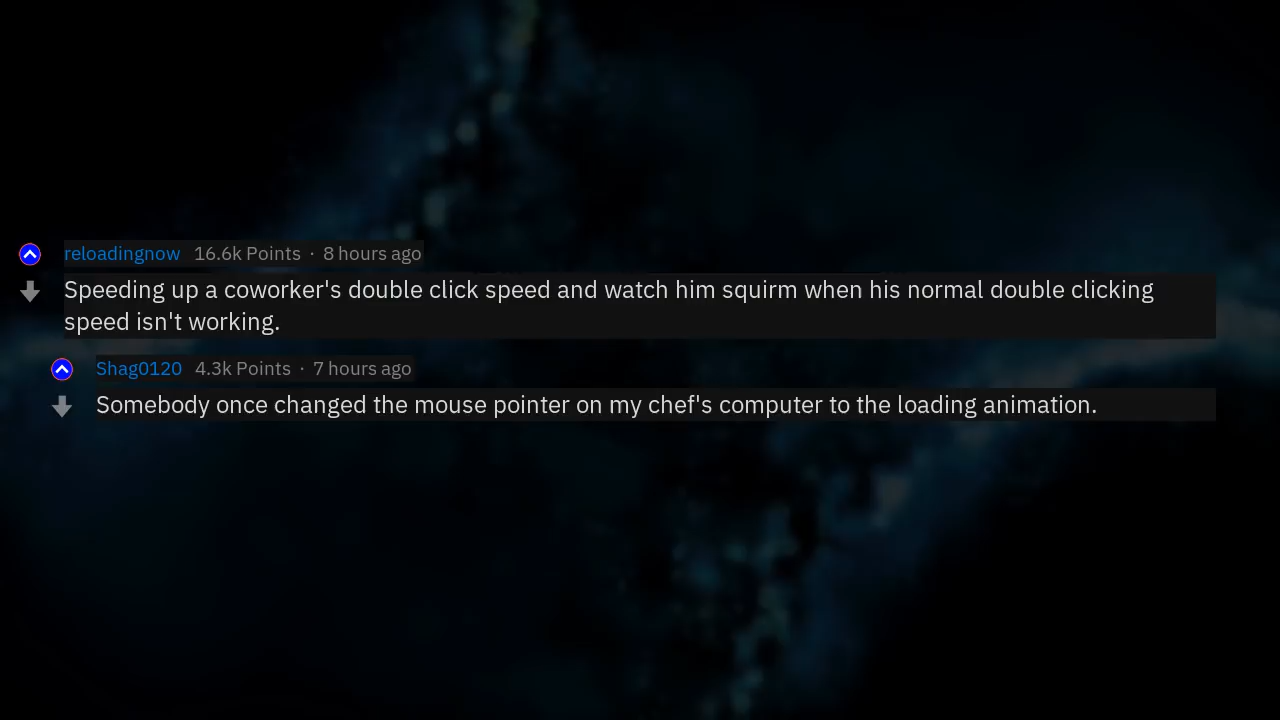 reloadingnow 16.6k Points · 8 hours ago
Speeding up a coworker's double click speed and watch him squirm when his normal double clicking
speed isn't working.
Shag0120 4.3k Points · 7 hours ago
Somebody once changed the mouse pointer on my chef's computer to the loading animation.